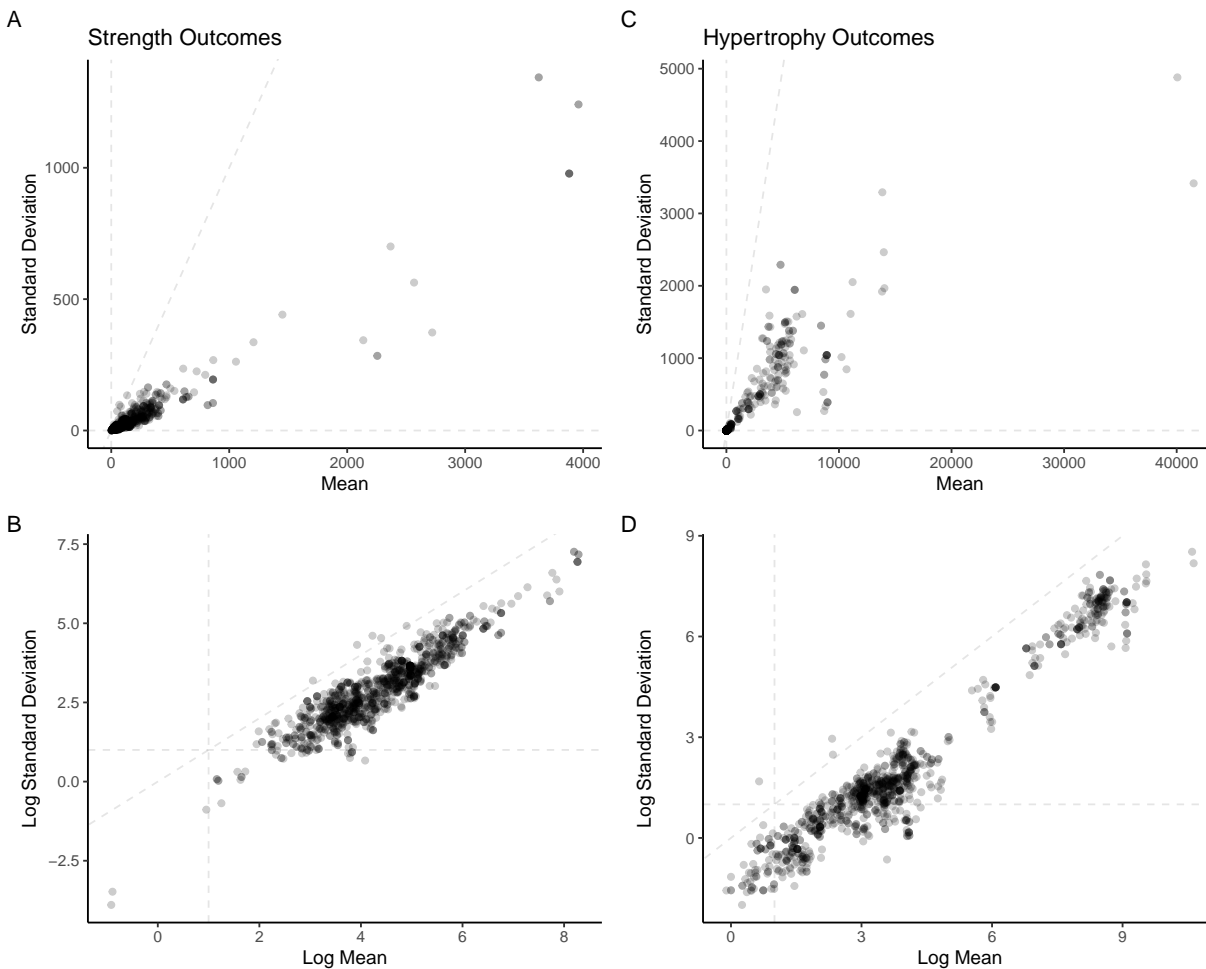 A
Strength Outcomes
1000
500
0
0 1000 2000 3000 4000
Mean
Standard Deviation
C
Hypertrophy Outcomes
5000
4000
3000
2000
1000
0
0 10000 20000 30000 40000
Mean
Standard Deviation
B
7.5
5.0
2.5
0.0
−2.5
0 2 4 6 8
Log Mean
Log Standard Deviation
D
9
6
3
0
0 3 6 9
Log Mean
Log Standard Deviation